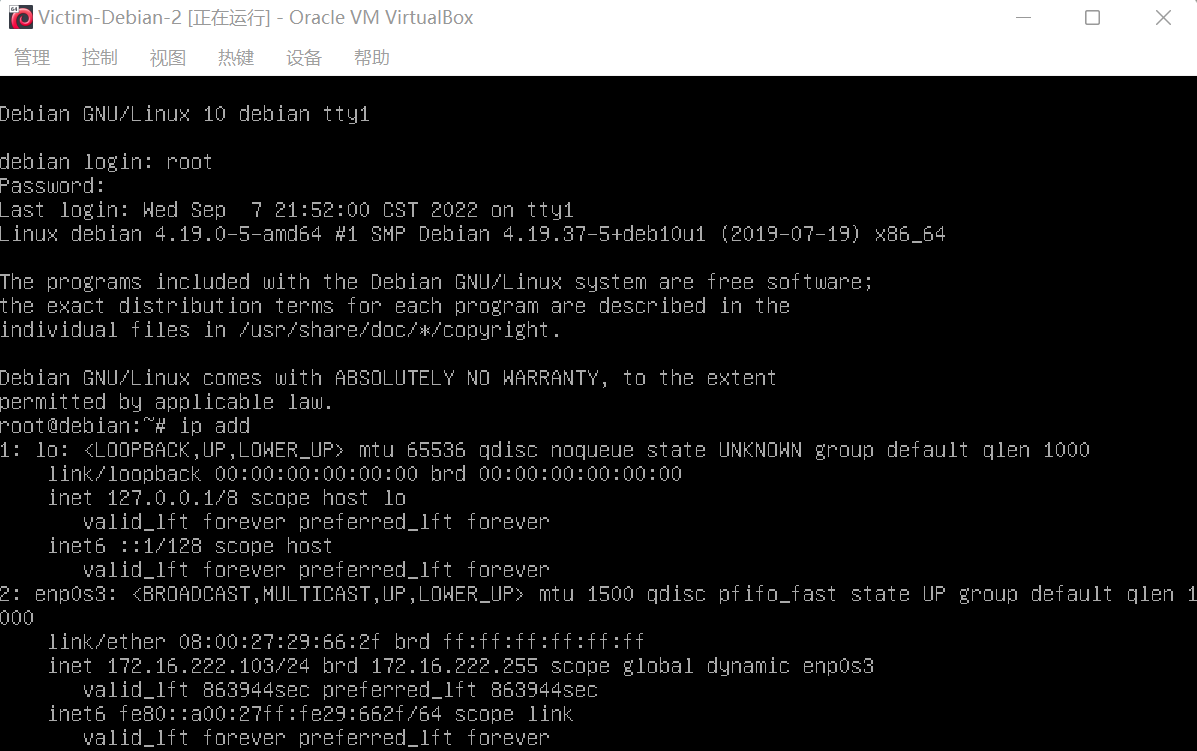 Victim-Debian-2 [正在运行] - Oracle VM VirtualBox
管理 控制 视图 热键 设备 帮助
Debian GNU/Linux 10 debian tty1
debian login: root
Password:
Last login: Wed Sep  7 21:52:00 CST 2022 on tty1
Linux debian 4.19.0-5-amd64 #1 SMP Debian 4.19.37-5+deb10u1 (2019-07-19) x86_64
The programs included with the Debian GNU/Linux system are free software;
the exact distribution terms for each program are described in the
individual files in /usr/share/doc/*/copyright.
Debian GNU/Linux comes with ABSOLUTELY NO WARRANTY, to the extent
permitted by applicable law.
root@debian:~# ip add
1: lo: <LOOPBACK,UP,LOWER_UP> mtu 65536 qdisc noqueue state UNKNOWN group default qlen 1000
    link/loopback 00:00:00:00:00:00 brd 00:00:00:00:00:00
    inet 127.0.0.1/8 scope host lo
       valid_lft forever preferred_lft forever
    inet6 ::1/128 scope host
       valid_lft forever preferred_lft forever
2: enp0s3: <BROADCAST,MULTICAST,UP,LOWER_UP> mtu 1500 qdisc pfifo_fast state UP group default qlen 1
000
    link/ether 08:00:27:29:66:2f brd ff:ff:ff:ff:ff:ff
    inet 172.16.222.103/24 brd 172.16.222.255 scope global dynamic enp0s3
       valid_lft 863944sec preferred_lft 863944sec
    inet6 fe80::a00:27ff:fe29:662f/64 scope link
       valid_lft forever preferred_lft forever